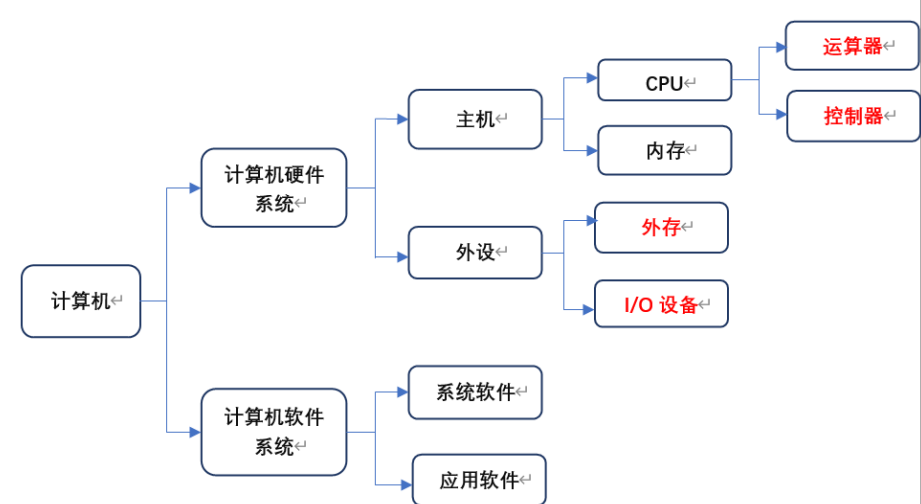 运算器
CPU
控制器
主机
内存
计算机硬件
系统
外存
外设
计算机
I/O 设备
系统软件
计算机软件
系统
应用软件